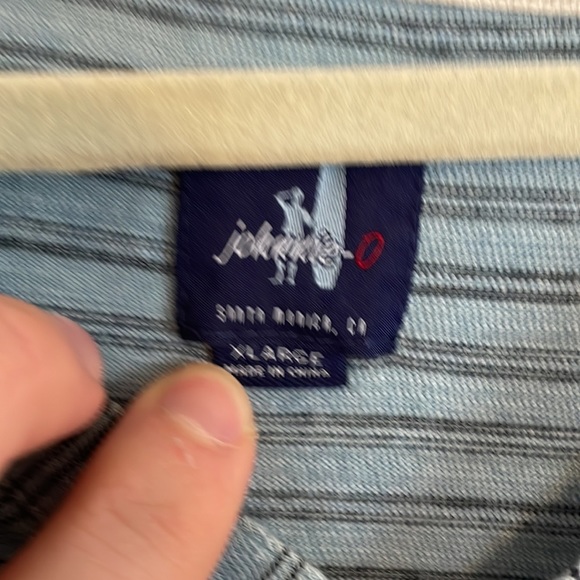 johnnie-O
SANTA MONICA, CA
XLARGE
MADE IN CHINA